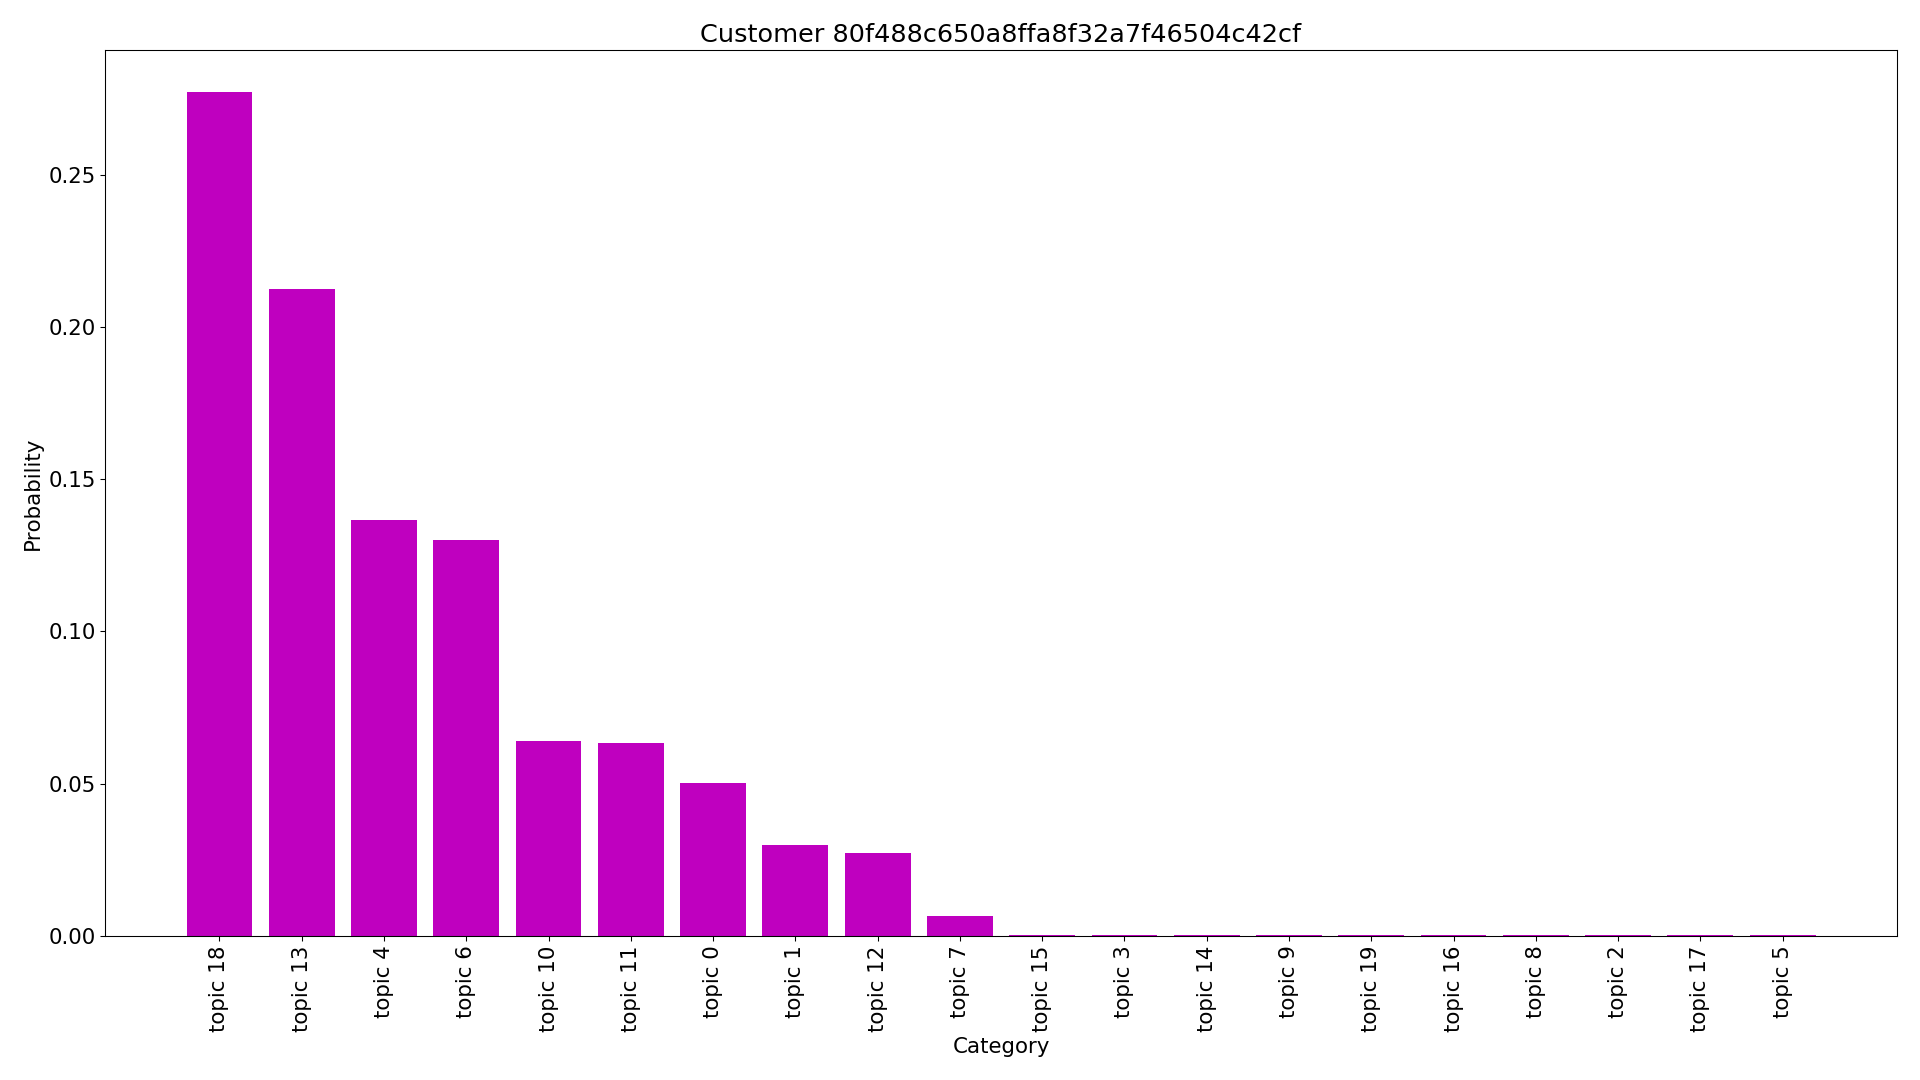 Customer 80f488c650a8ffa8f32a7f46504c42cf
Probability
0.25
0.20
0.15
0.10
0.05
0.00
topic 18
topic 13
topic 4
topic 6
topic 10
topic 11
topic 0
topic 1
topic 12
topic 7
topic 15
topic 3
topic 14
topic 9
topic 19
topic 16
topic 8
topic 2
topic 17
topic 5
Category